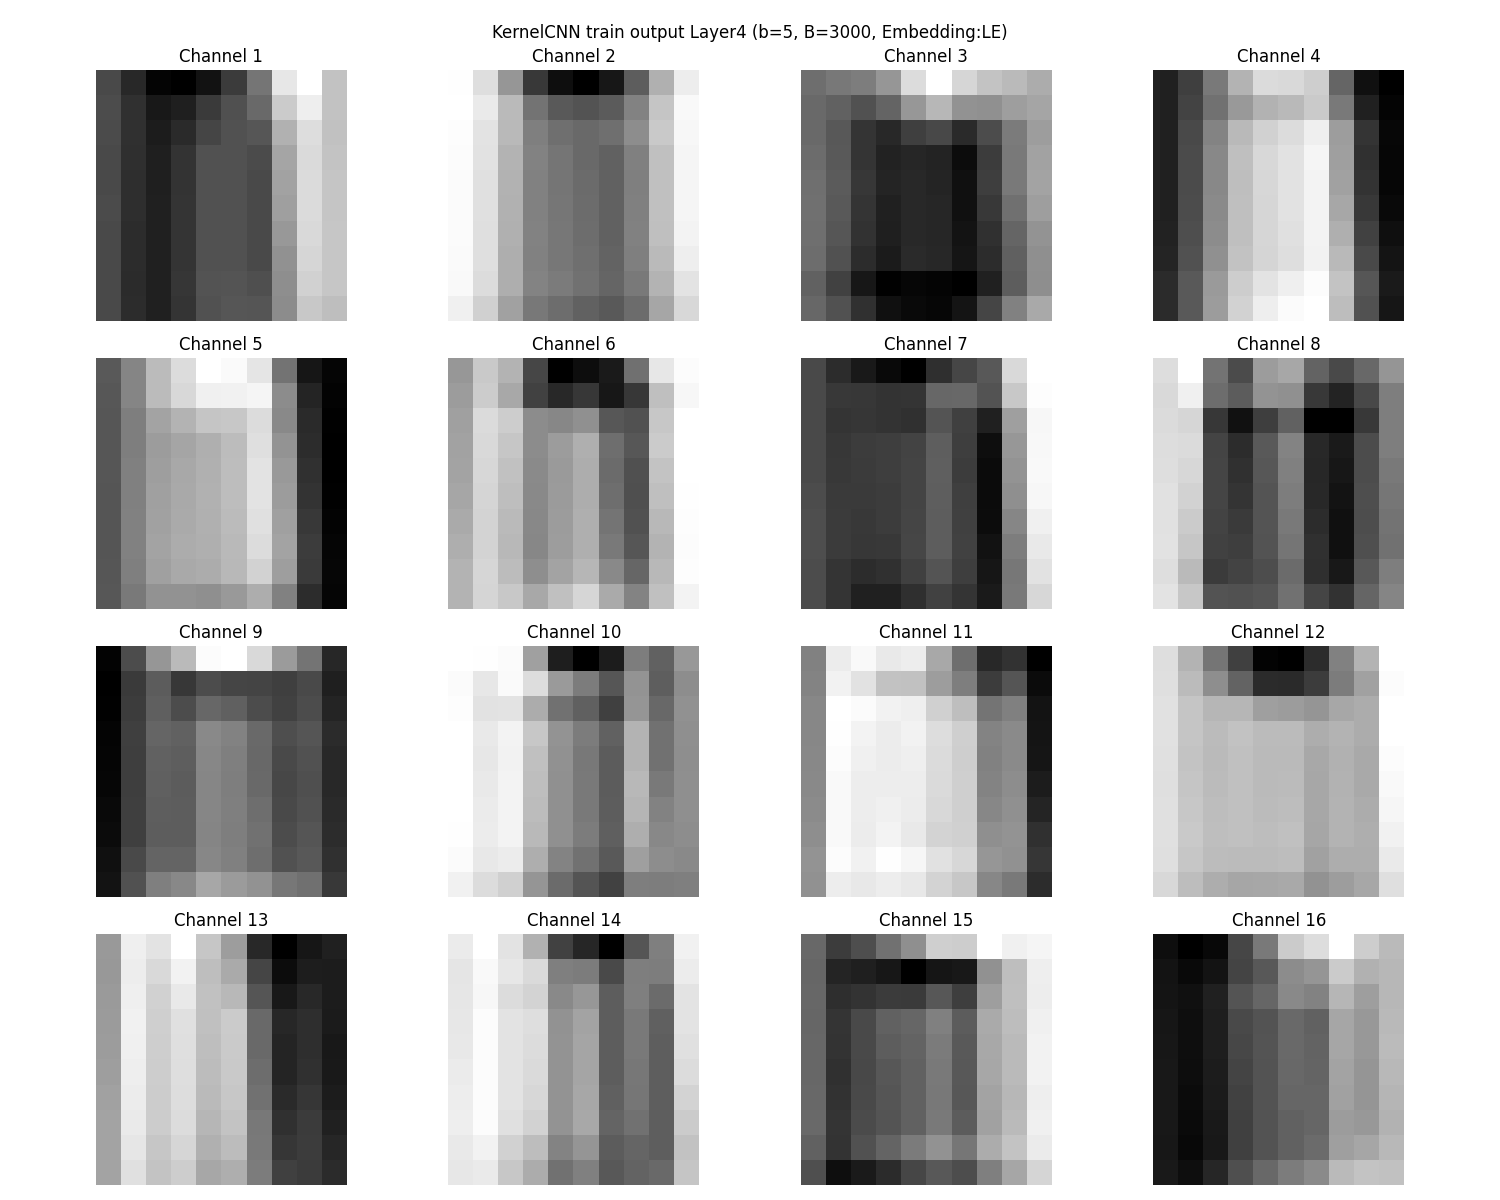 KernelCNN train output Layer4 (b=5, B=3000, Embedding:LE)
Channel 1
Channel 2
Channel 3
Channel 4
Channel 5
Channel 6
Channel 7
Channel 8
Channel 9
Channel 10
Channel 11
Channel 12
Channel 13
Channel 14
Channel 15
Channel 16